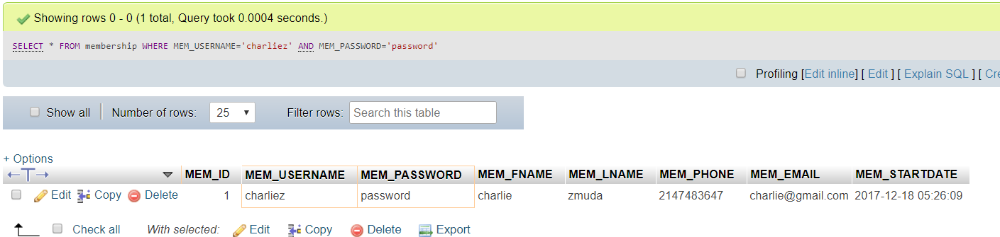 Showing rows 0 - 0 (1 total, Query took 0.0004 seconds.)
SELECT * FROM membership WHERE MEM_USERNAME='charliez' AND MEM_PASSWORD='password'
Profiling [Edit inline] [ Edit ] [ Explain SQL ] [ Cre
Show all Number of rows: 25 Filter rows: Search this table
+ Options
←T→ MEM_ID MEM_USERNAME MEM_PASSWORD MEM_FNAME MEM_LNAME MEM_PHONE MEM_EMAIL MEM_STARTDATE
Edit Copy Delete 1 charliez password charlie zmuda 2147483647 charlie@gmail.com 2017-12-18 05:26:09
Check all With selected: Edit Copy Delete Export